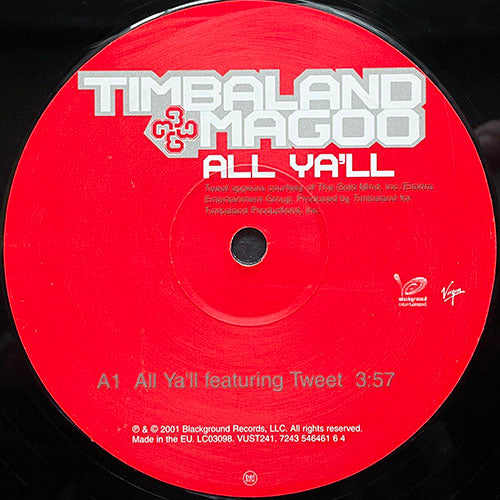 TIMBALAND
MAGOO
ALL YA'LL
Tweet appears courtesy of The Gold Mind, Inc./Elektra
Entertainment Group. Produced by Timbaland for
Timbaland Productions, Inc.
blackground
entertainment
Virgin
A1 All Ya'll featuring Tweet 3:57
℗ & © 2001 Blackground Records, LLC. All rights reserved.
Made in the EU. LC03098. VUST241. 7243 546461 6 4